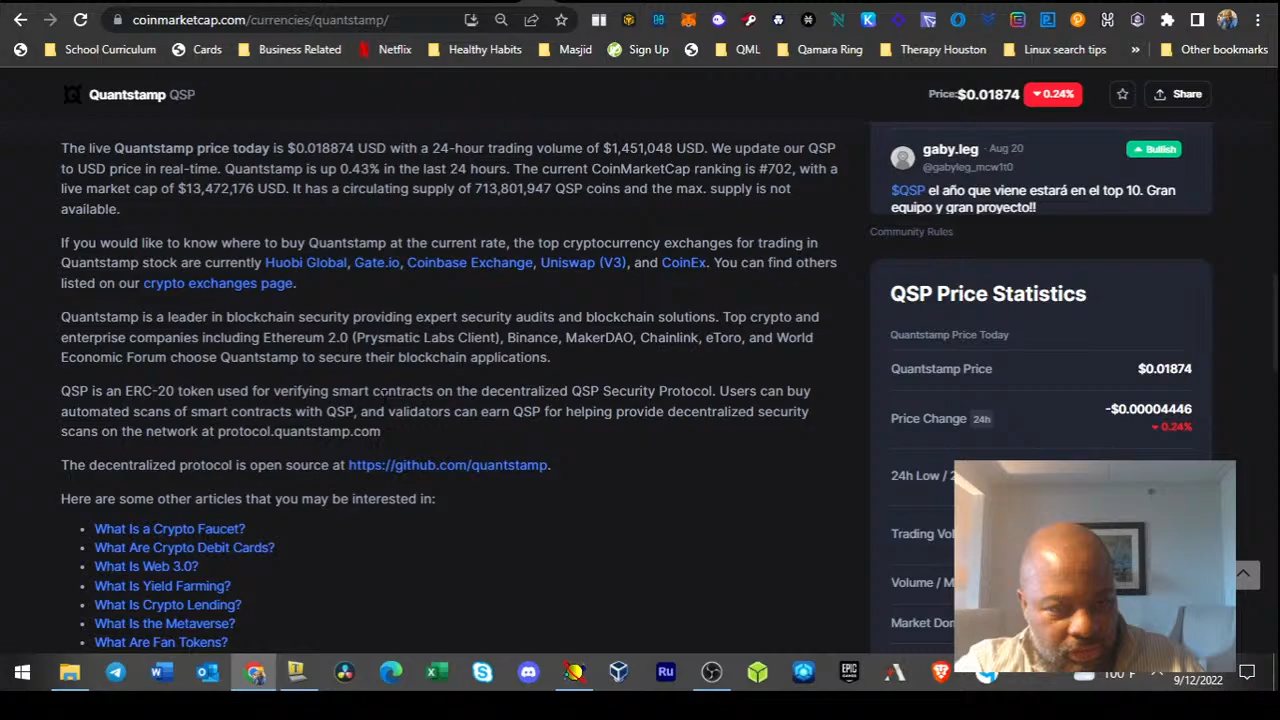 coinmarketcap.com/currencies/quantstamp/
School Curriculum Cards Business Related Netflix Healthy Habits Masjid Sign Up QML Qamara Ring Therapy Houston Linux search tips » Other bookmarks
Quantstamp QSP
Price:$0.01874 0.24% Share
The live Quantstamp price today is $0.018874 USD with a 24-hour trading volume of $1,451,048 USD. We update our QSP
to USD price in real-time. Quantstamp is up 0.43% in the last 24 hours. The current CoinMarketCap ranking is #702, with a
live market cap of $13,472,176 USD. It has a circulating supply of 713,801,947 QSP coins and the max. supply is not
available.
If you would like to know where to buy Quantstamp at the current rate, the top cryptocurrency exchanges for trading in
Quantstamp stock are currently Huobi Global, Gate.io, Coinbase Exchange, Uniswap (V3), and CoinEx. You can find others
listed on our crypto exchanges page.
Quantstamp is a leader in blockchain security providing expert security audits and blockchain solutions. Top crypto and
enterprise companies including Ethereum 2.0 (Prysmatic Labs Client), Binance, MakerDAO, Chainlink, eToro, and World
Economic Forum choose Quantstamp to secure their blockchain applications.
QSP is an ERC-20 token used for verifying smart contracts on the decentralized QSP Security Protocol. Users can buy
automated scans of smart contracts with QSP, and validators can earn QSP for helping provide decentralized security
scans on the network at protocol.quantstamp.com
The decentralized protocol is open source at https://github.com/quantstamp.
Here are some other articles that you may be interested in:
What Is a Crypto Faucet?
What Are Crypto Debit Cards?
What Is Web 3.0?
What Is Yield Farming?
What Is Crypto Lending?
What Is the Metaverse?
What Are Fan Tokens?
gaby.leg · Aug 20 Bullish
@gabyleg_mcw1t0
$QSP el año que viene estará en el top 10. Gran
equipo y gran proyecto!!
Community Rules
QSP Price Statistics
Quantstamp Price Today
Quantstamp Price $0.01874
Price Change 24h -$0.00004446
0.24%
24h Low / 2
Trading Vol
Volume / M
Market Dom
Ru
EPIC
GAMES
100°F
9/12/2022